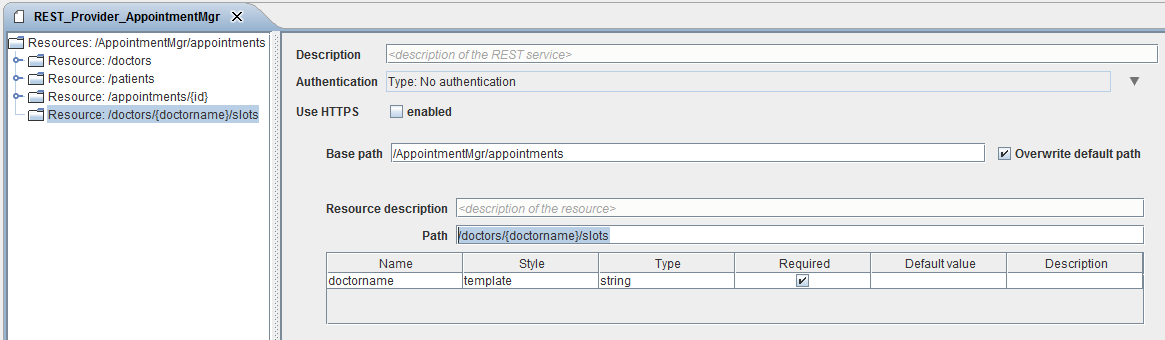 REST_Provider_AppointmentMgr
Resources: /AppointmentMgr/appointments
Resource: /doctors
Resource: /patients
Resource: /appointments/{id}
Resource: /doctors/{doctorname}/slots
Description <description of the REST service>
Authentication Type: No authentication
Use HTTPS enabled
Base path /AppointmentMgr/appointments Overwrite default path
Resource description <description of the resource>
Path /doctors/{doctorname}/slots
Name Style Type Required Default value Description
doctorname template string